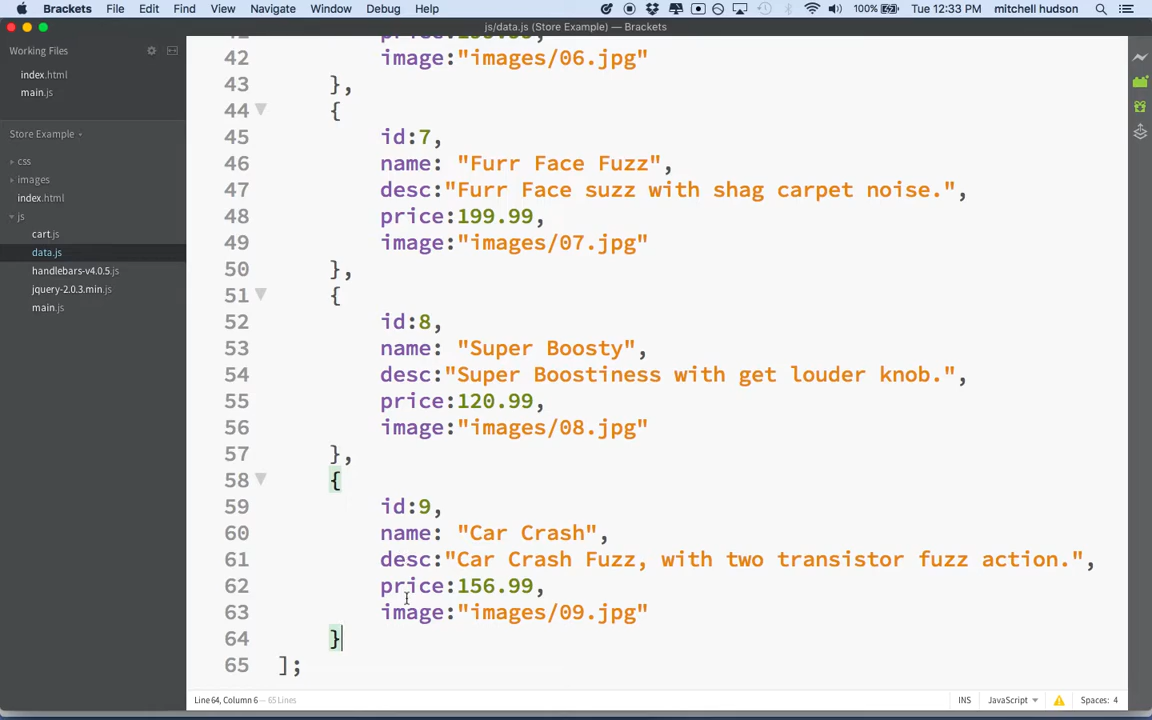 Brackets File Edit Find View Navigate Window Debug Help 100% Tue 12:33 PM mitchell hudson
js/data.js (Store Example) — Brackets
Working Files
index.html
main.js
Store Example
css
images
index.html
js
cart.js
data.js
handlebars-v4.0.5.js
jquery-2.0.3.min.js
main.js
42 image:"images/06.jpg"
43 },
44 {
45 id:7,
46 name: "Furr Face Fuzz",
47 desc:"Furr Face suzz with shag carpet noise.",
48 price:199.99,
49 image:"images/07.jpg"
50 },
51 {
52 id:8,
53 name: "Super Boosty",
54 desc:"Super Boostiness with get louder knob.",
55 price:120.99,
56 image:"images/08.jpg"
57 },
58 {
59 id:9,
60 name: "Car Crash",
61 desc:"Car Crash Fuzz, with two transistor fuzz action.",
62 price:156.99,
63 image:"images/09.jpg"
64 }
65 ];
Line 64, Column 6 — 65 Lines INS JavaScript Spaces: 4